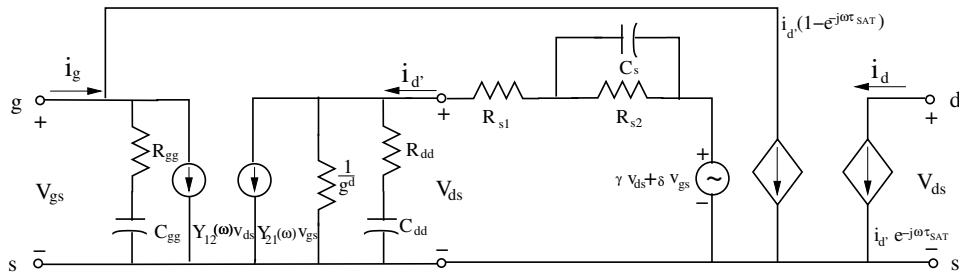 i_d'(1−e^{−jωτ_SAT})
i_g
C_s
i_d'
i_d
g
d
+
+
+
R_s1
R_s2
R_gg
1/g^d
R_dd
+
γ v_ds+δ v_gs
~
V_gs
V_ds
V_ds
−
C_gg
Y_12(ω)v_ds
Y_21(ω)v_gs
C_dd
i_d' e^{−jωτ_SAT}
−
−
−
s
s